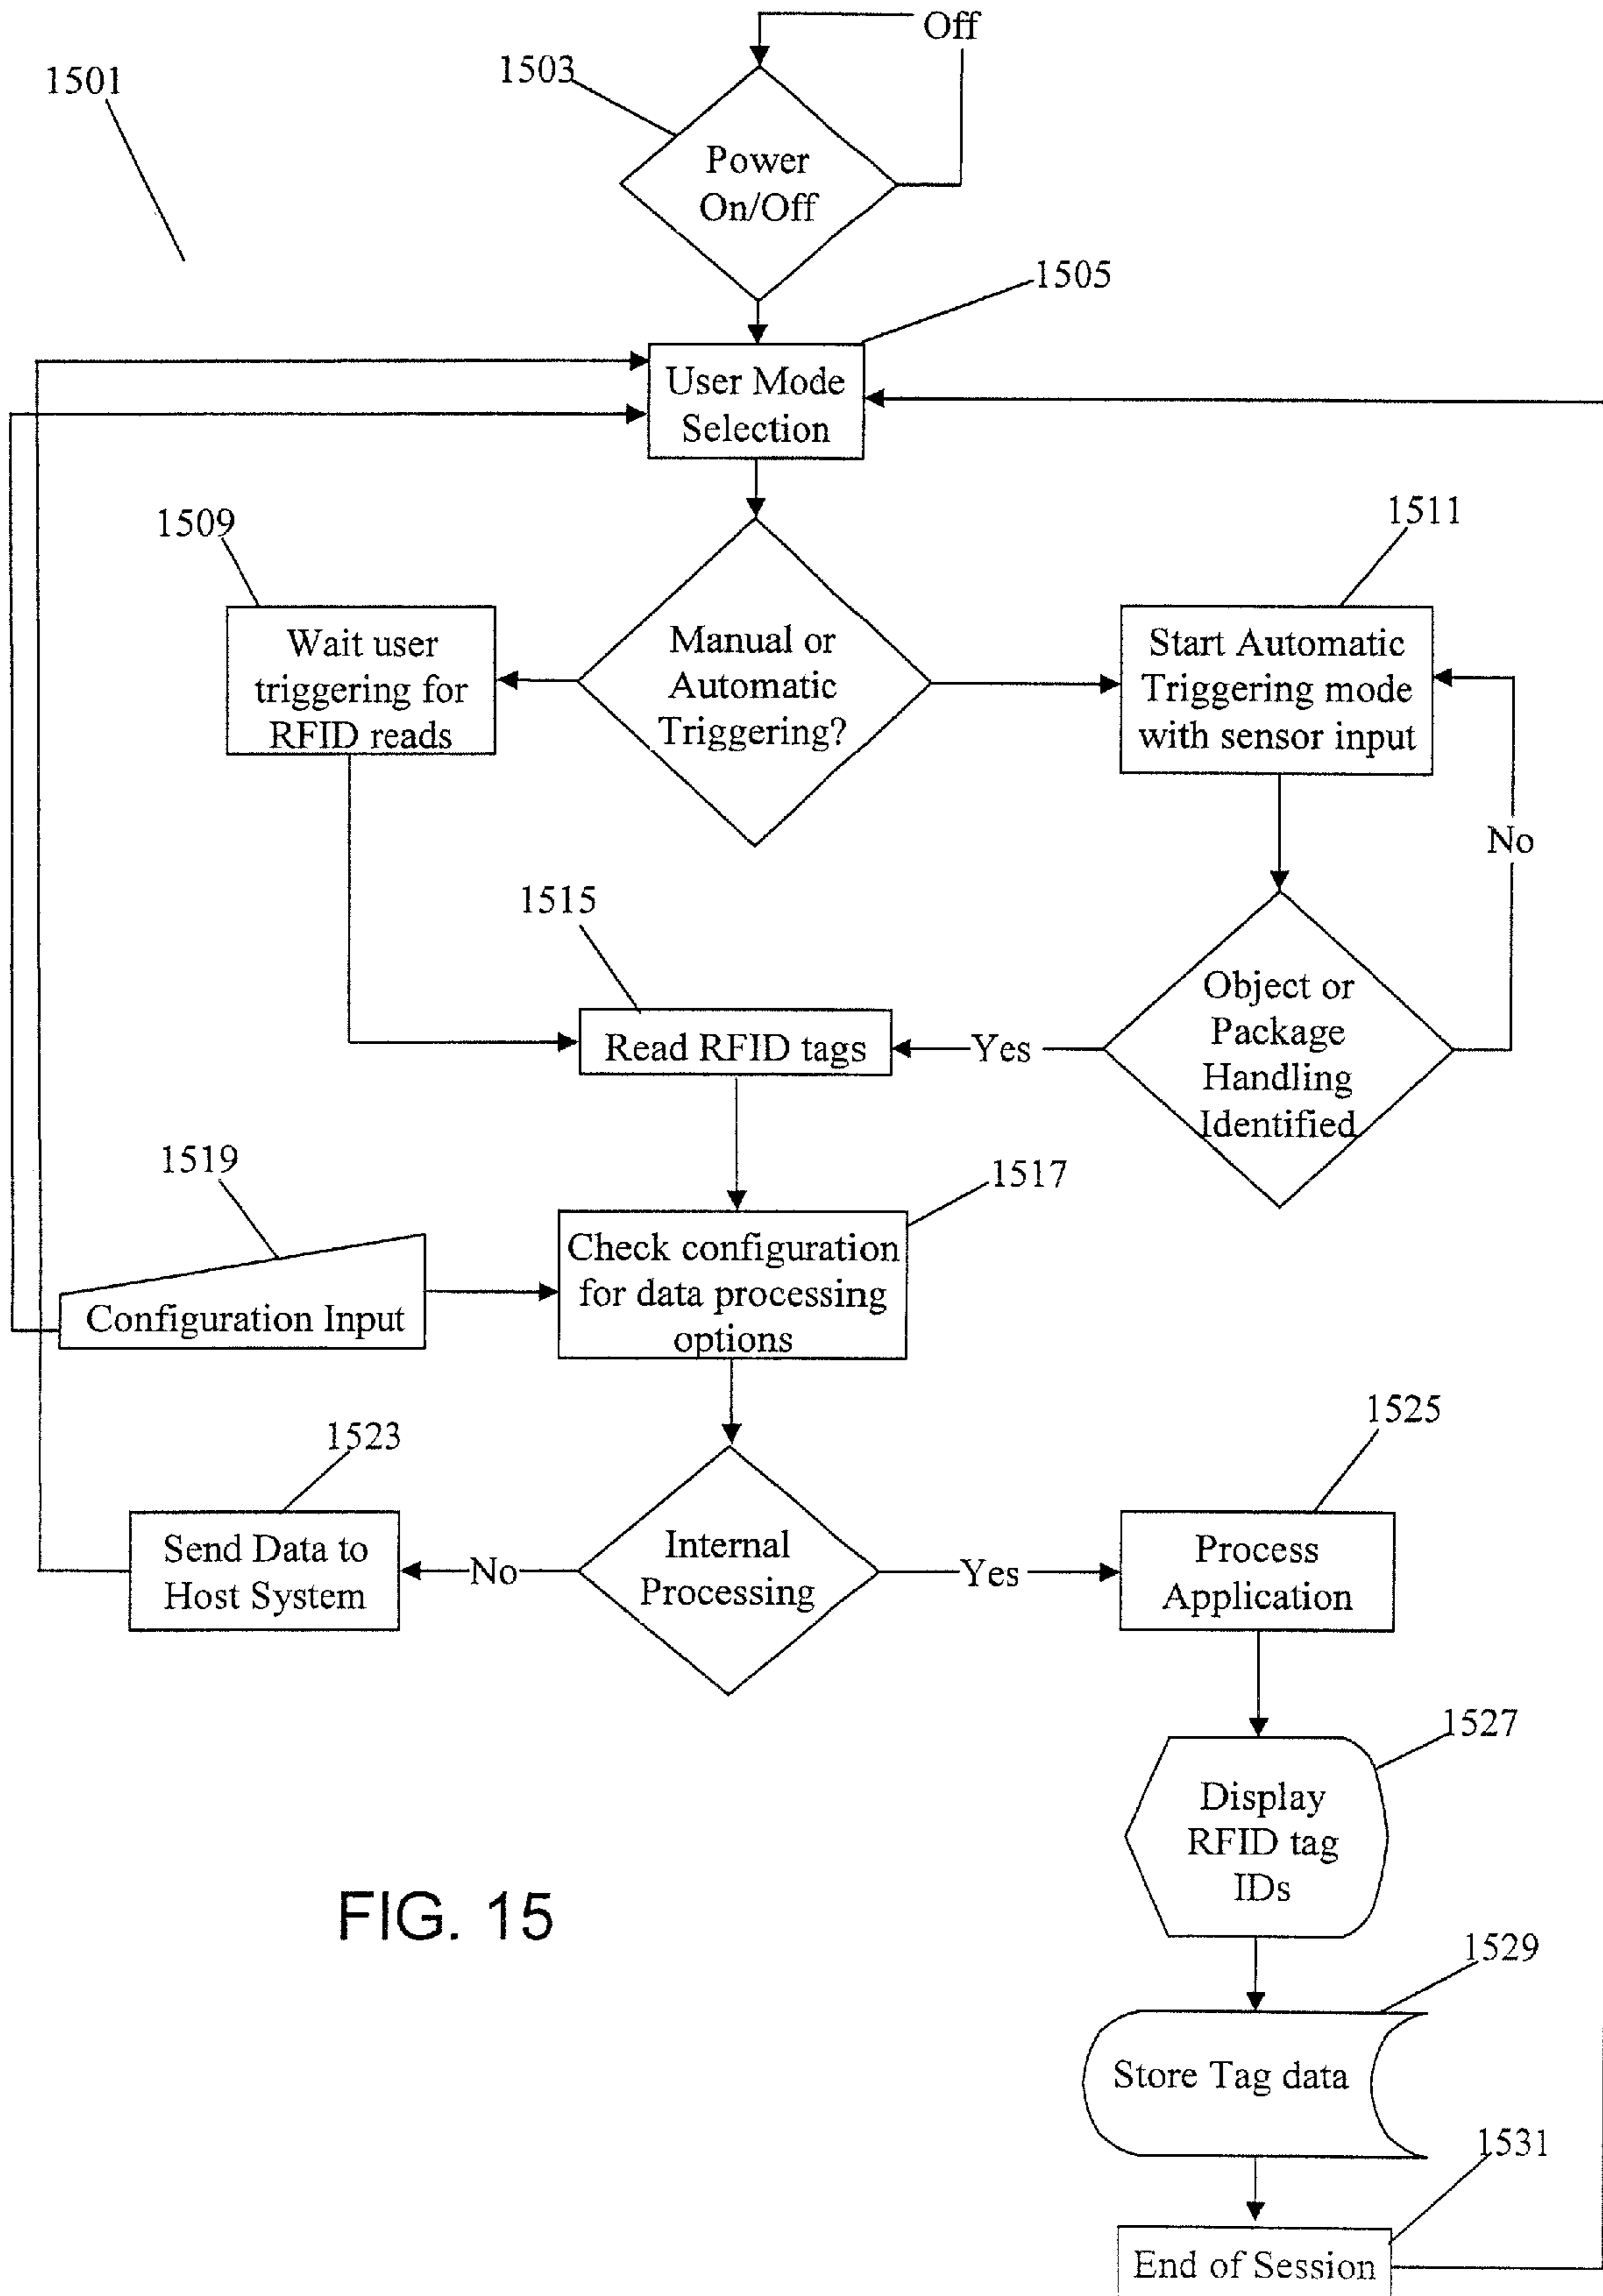 Off
1501
1503
Power
On/Off
1505
User Mode
Selection
1509
1511
Wait user
triggering for
RFID reads
Manual or
Automatic
Triggering?
Start Automatic
Triggering mode
with sensor input
No
1515
Read RFID tags
Yes
Object or
Package
Handling
Identified
1519
1517
Configuration Input
Check configuration
for data processing
options
1523
1525
Send Data to
Host System
No
Internal
Processing
Yes
Process
Application
1527
Display
RFID tag
IDs
FIG. 15
1529
Store Tag data
1531
End of Session